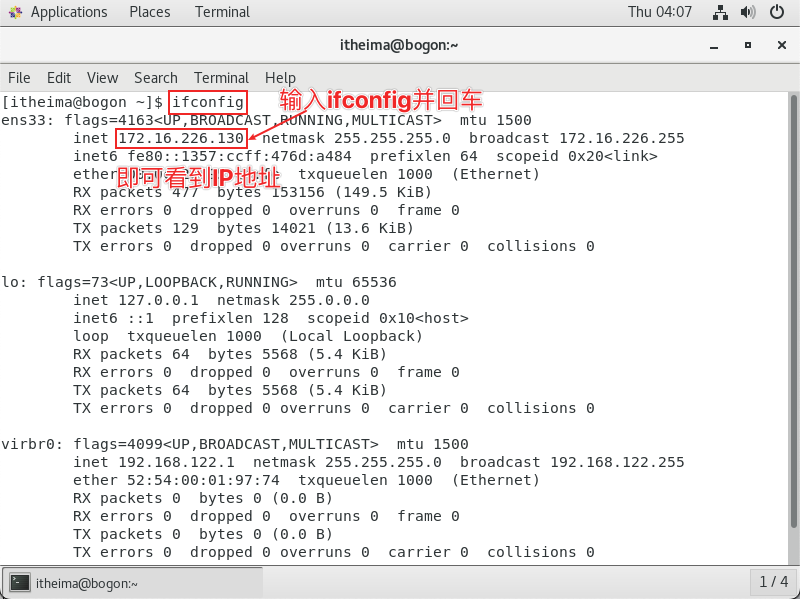 Applications Places Terminal Thu 04:07
itheima@bogon:~
File Edit View Search Terminal Help
[itheima@bogon ~]$ ifconfig
输入ifconfig并回车
ens33: flags=4163<UP,BROADCAST,RUNNING,MULTICAST> mtu 1500
inet 172.16.226.130 netmask 255.255.255.0 broadcast 172.16.226.255
inet6 fe80::1357:ccff:476d:a484 prefixlen 64 scopeid 0x20<link>
ether txqueuelen 1000 (Ethernet)
即可看到IP地址
RX packets 477 bytes 153156 (149.5 KiB)
RX errors 0 dropped 0 overruns 0 frame 0
TX packets 129 bytes 14021 (13.6 KiB)
TX errors 0 dropped 0 overruns 0 carrier 0 collisions 0
lo: flags=73<UP,LOOPBACK,RUNNING> mtu 65536
inet 127.0.0.1 netmask 255.0.0.0
inet6 ::1 prefixlen 128 scopeid 0x10<host>
loop txqueuelen 1000 (Local Loopback)
RX packets 64 bytes 5568 (5.4 KiB)
RX errors 0 dropped 0 overruns 0 frame 0
TX packets 64 bytes 5568 (5.4 KiB)
TX errors 0 dropped 0 overruns 0 carrier 0 collisions 0
virbr0: flags=4099<UP,BROADCAST,MULTICAST> mtu 1500
inet 192.168.122.1 netmask 255.255.255.0 broadcast 192.168.122.255
ether 52:54:00:01:97:74 txqueuelen 1000 (Ethernet)
RX packets 0 bytes 0 (0.0 B)
RX errors 0 dropped 0 overruns 0 frame 0
TX packets 0 bytes 0 (0.0 B)
TX errors 0 dropped 0 overruns 0 carrier 0 collisions 0
itheima@bogon:~ 1 / 4